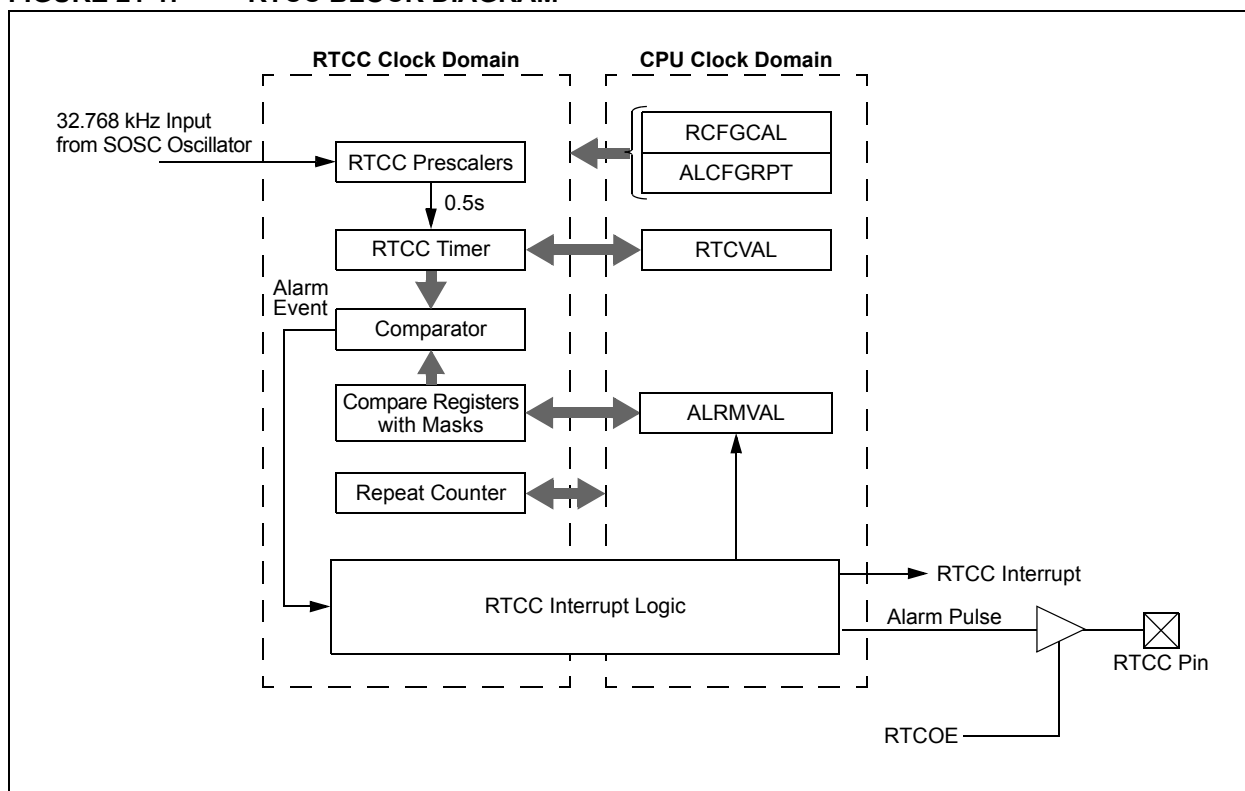 RTCC Clock Domain
CPU Clock Domain
32.768 kHz Input
from SOSC Oscillator
RTCC Prescalers
RCFGCAL
ALCFGRPT
0.5s
RTCC Timer
RTCVAL
Alarm
Event
Comparator
Compare Registers
with Masks
ALRMVAL
Repeat Counter
RTCC Interrupt Logic
RTCC Interrupt
Alarm Pulse
RTCC Pin
RTCOE